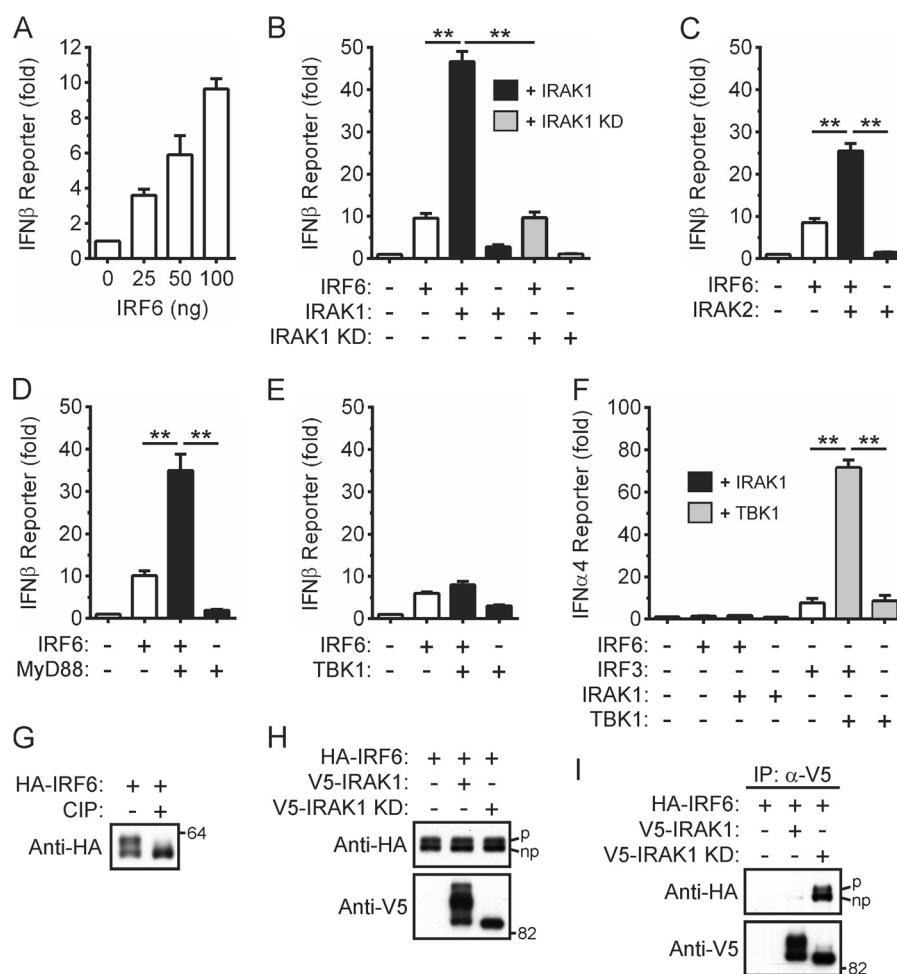 A
IFNβ Reporter (fold)
12
10
8
6
4
2
0
0 25 50 100
IRF6 (ng)
B
IFNβ Reporter (fold)
50
40
30
20
10
0
** **
+ IRAK1
+ IRAK1 KD
IRF6: - + + - + -
IRAK1: - - + + - -
IRAK1 KD: - - - - + +
C
IFNβ Reporter (fold)
50
40
30
20
10
0
** **
IRF6: - + + -
IRAK2: - - + +
D
IFNβ Reporter (fold)
50
40
30
20
10
0
** **
IRF6: - + + -
MyD88: - - + +
E
IFNβ Reporter (fold)
50
40
30
20
10
0
IRF6: - + + -
TBK1: - - + +
F
IFNα4 Reporter (fold)
100
80
60
40
20
0
** **
+ IRAK1
+ TBK1
IRF6: - + + - - - -
IRF3: - - - - + + -
IRAK1: - - + + - - -
TBK1: - - - - - + +
G
HA-IRF6: + +
CIP: - +
Anti-HA
64
H
HA-IRF6: + + +
V5-IRAK1: - + -
V5-IRAK1 KD: - - +
Anti-HA
p
np
Anti-V5
82
I
IP: α-V5
HA-IRF6: + + +
V5-IRAK1: - + -
V5-IRAK1 KD: - - +
Anti-HA
p
np
Anti-V5
82